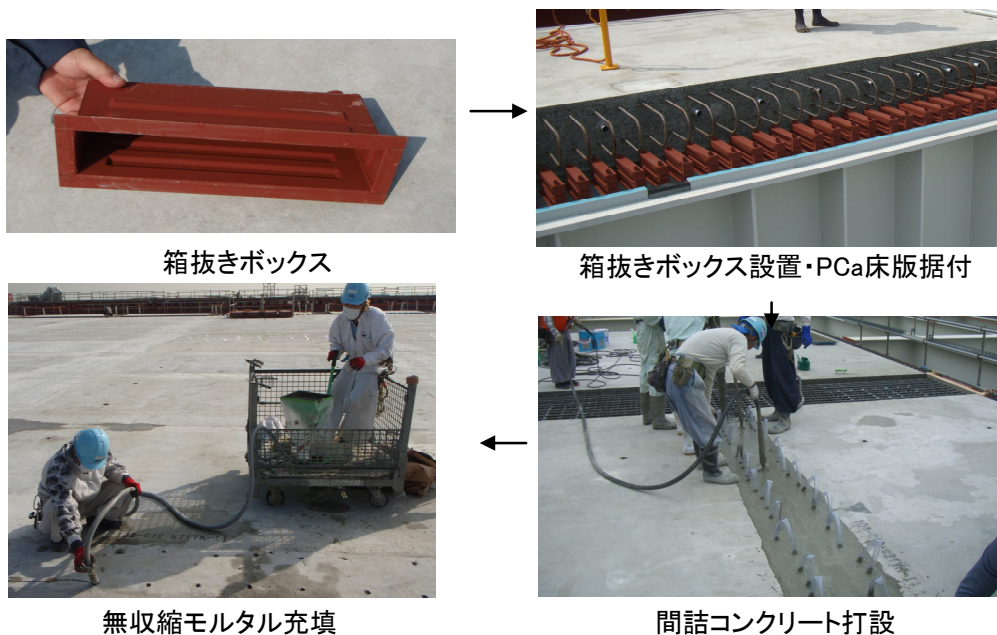 箱抜きボックス
箱抜きボックス設置・PCa床版据付
無収縮モルタル充填
間詰コンクリート打設